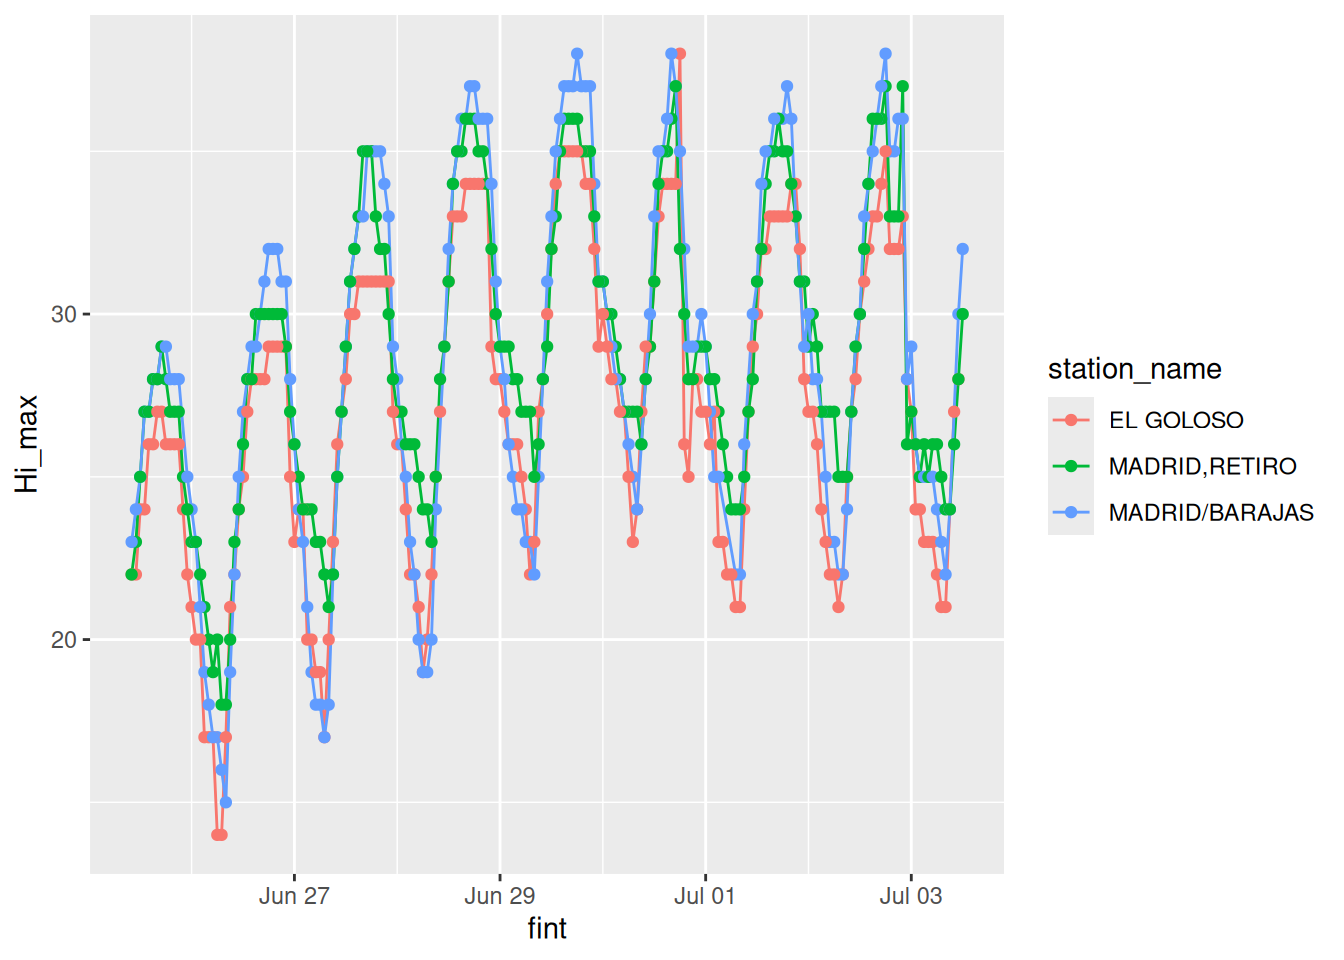 Hi_max
30
20
Jun 27
Jun 29
Jul 01
Jul 03
fint
station_name
EL GOLOSO
MADRID,RETIRO
MADRID/BARAJAS